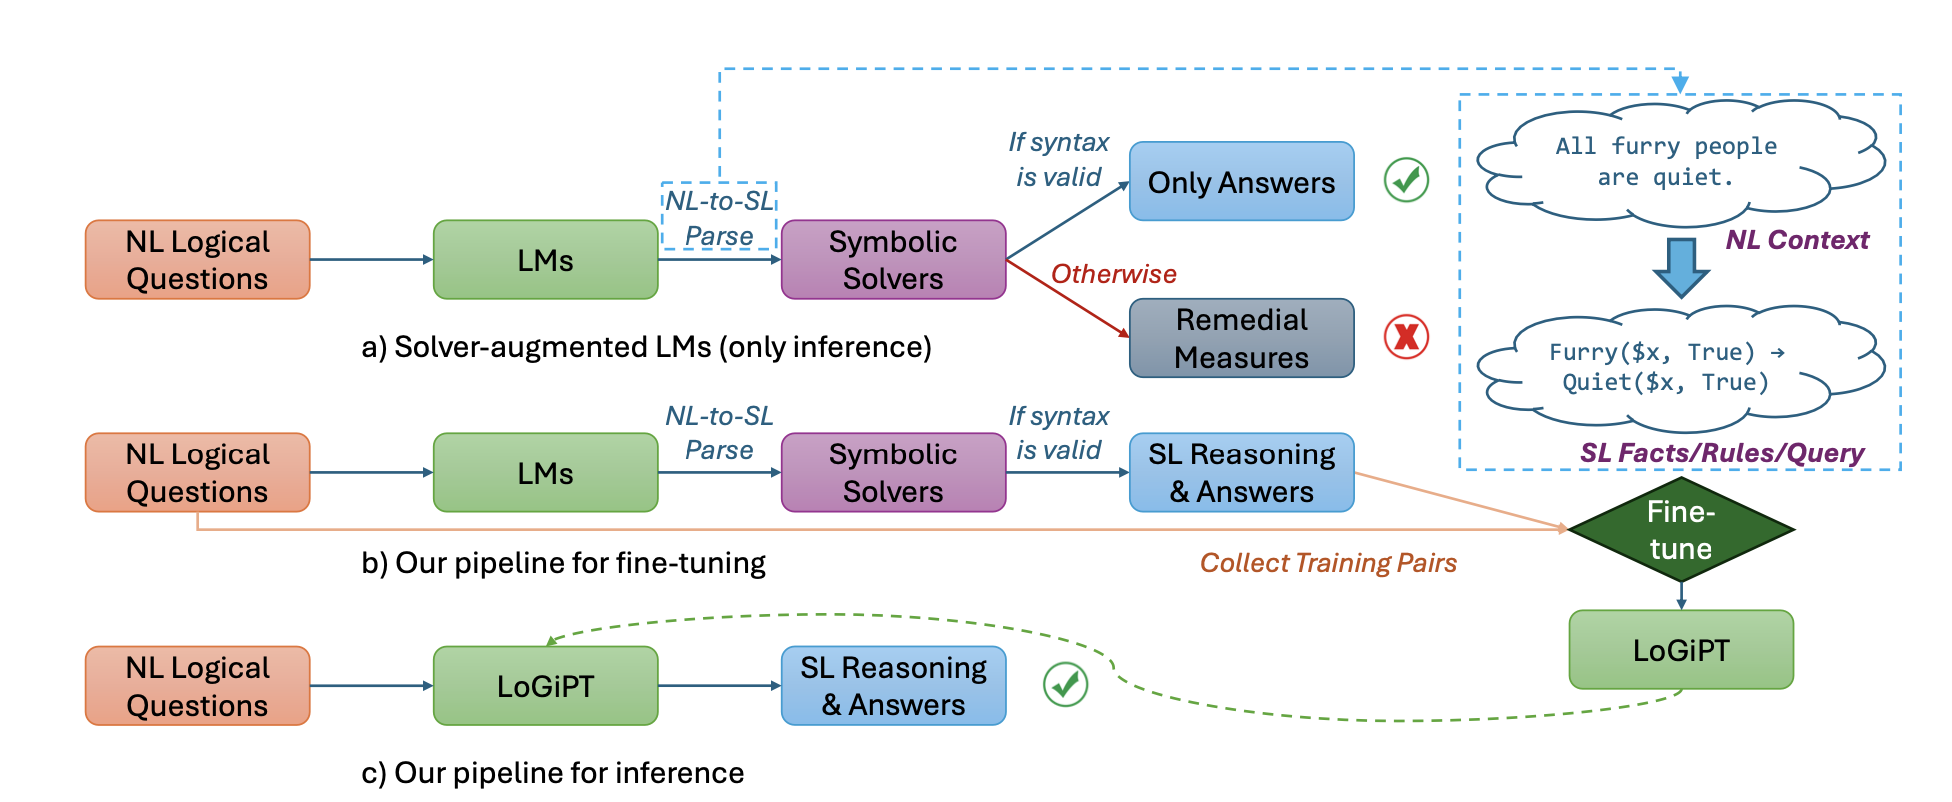 NL Logical
Questions
LMs
NL-to-SL
Parse
Symbolic
Solvers
If syntax
is valid
Only Answers
Otherwise
Remedial
Measures
a) Solver-augmented LMs (only inference)
All furry people
are quiet.
NL Context
Furry($x, True) →
Quiet($x, True)
SL Facts/Rules/Query
NL Logical
Questions
LMs
NL-to-SL
Parse
Symbolic
Solvers
If syntax
is valid
SL Reasoning
& Answers
Fine-
tune
Collect Training Pairs
b) Our pipeline for fine-tuning
LoGiPT
NL Logical
Questions
LoGiPT
SL Reasoning
& Answers
c) Our pipeline for inference